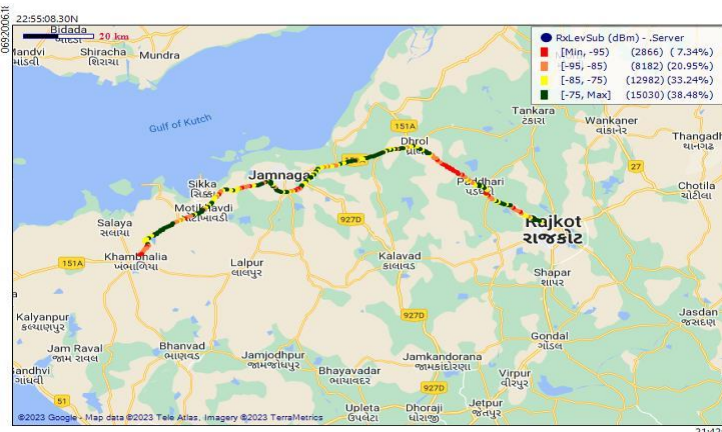 22:55:08.30N
Bidada
20 km
Mandvi
Shiracha
શિરાચા
Mundra
Gulf of Kutch
RxLevSub (dBm) - .Server
[Min, -95) (2866) ( 7.34%)
[-95, -85) (8182) (20.95%)
[-85, -75) (12982) (33.24%)
[-75, Max] (15030) (38.48%)
Tankara
ટંકારા
Wankaner
વાંકાનેર
Thangadh
થાનગઢ
151A
Dhrol
27
Chotila
ચોટીલા
Sikka
Jamnaga
Salaya
સલાયા
927D
Rajkot
રાજકોટ
Khambhalia
ખંભાળિયા
151A
Lalpur
લાલપુર
Kalavad
કાલાવડ
Shapar
શાપર
Kalyanpur
કલ્યાણપુર
927D
Jasdan
જસદણ
Jam Raval
જામ રાવલ
Bhanvad
ભાણવડ
Jamjodhpur
જામજોધપુર
Jamkandorana
જામકંડોરણા
Gondal
ગોંડલ
Bhayavadar
ભાયાવદર
Virpur
વીરપુર
51
927D
Upleta
ઉપલેટા
Dhoraji
ધોરાજી
Jetpur
જેતપુર
©2023 Google - Map data ©2023 Tele Atlas, Imagery ©2023 TerraMetrics